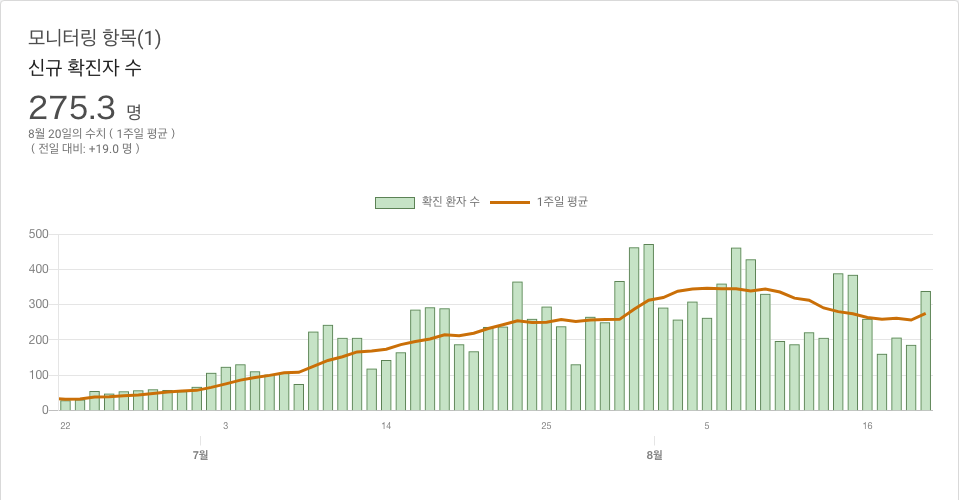 모니터링 항목(1)
신규 확진자 수
275.3 명
8월 20일의 수치 ( 1주일 평균 )
( 전일 대비: +19.0 명 )
확진 환자 수 1주일 평균
500
400
300
200
100
0
22 3 14 25 5 16
7월 8월